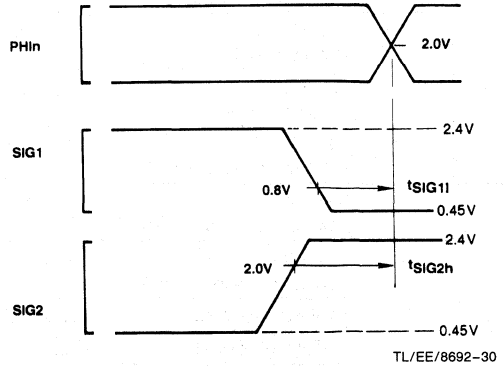 PHIn
2.0V
SIG1
2.4V
0.8V
tSIG1l
0.45V
2.4V
2.0V
tSIG2h
SIG2
0.45V
TL/EE/8692-30